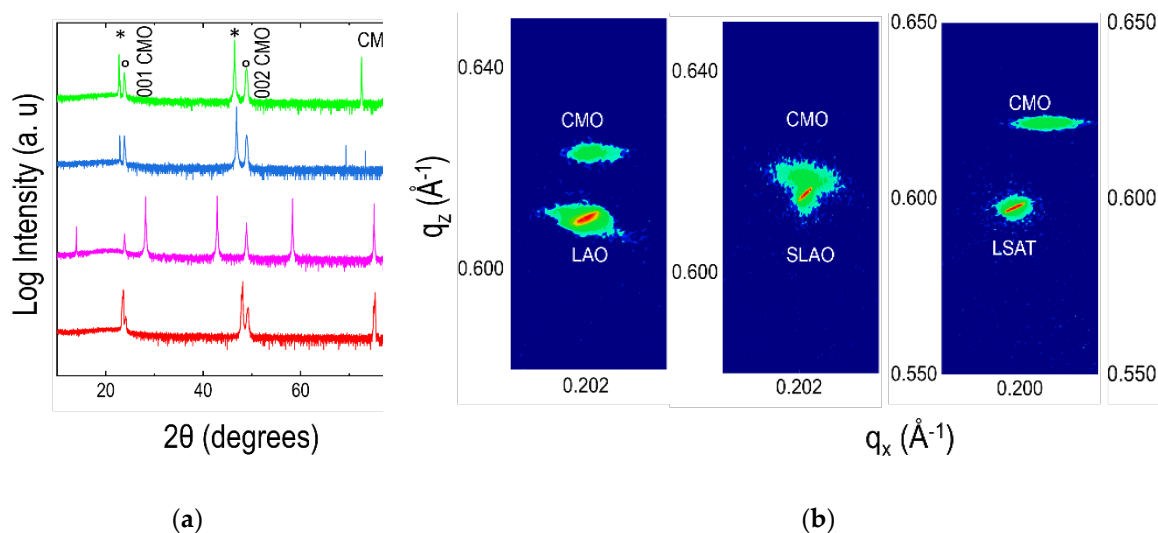 *
o
001 CMO
*
o
002 CMO
CM
Log Intensity (a. u)
20
40
60
2θ (degrees)
(a)
0.640
0.600
CMO
LAO
0.202
qz (Å-1)
0.640
0.600
CMO
SLAO
0.202
0.650
0.600
0.550
CMO
LSAT
0.200
0.650
0.600
0.550
qx (Å-1)
(b)